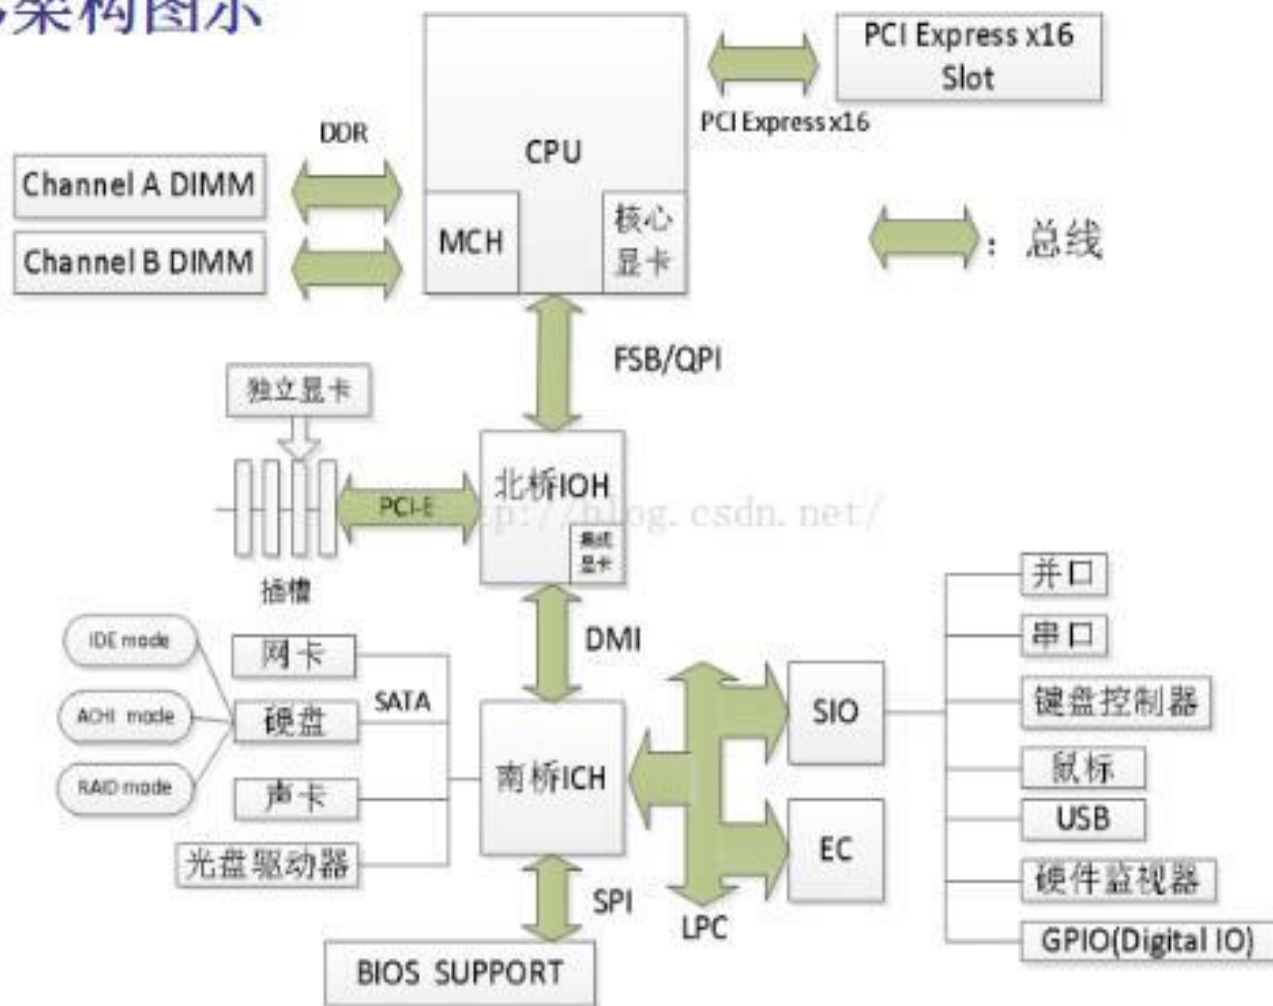 架构图示
PCI Express x16
Slot
PCI Express x16
DDR
CPU
Channel A DIMM
Channel B DIMM
MCH
核心
显卡
：总线
FSB/QPI
独立显卡
北桥IOH
PCI-E
集成
显卡
插槽
blog.csdn.net/
IDE mode
ACHI mode
RAID mode
网卡
硬盘
声卡
光盘驱动器
SATA
DMI
南桥ICH
SIO
EC
LPC
SPI
BIOS SUPPORT
并口
串口
键盘控制器
鼠标
USB
硬件监视器
GPIO(Digital IO)